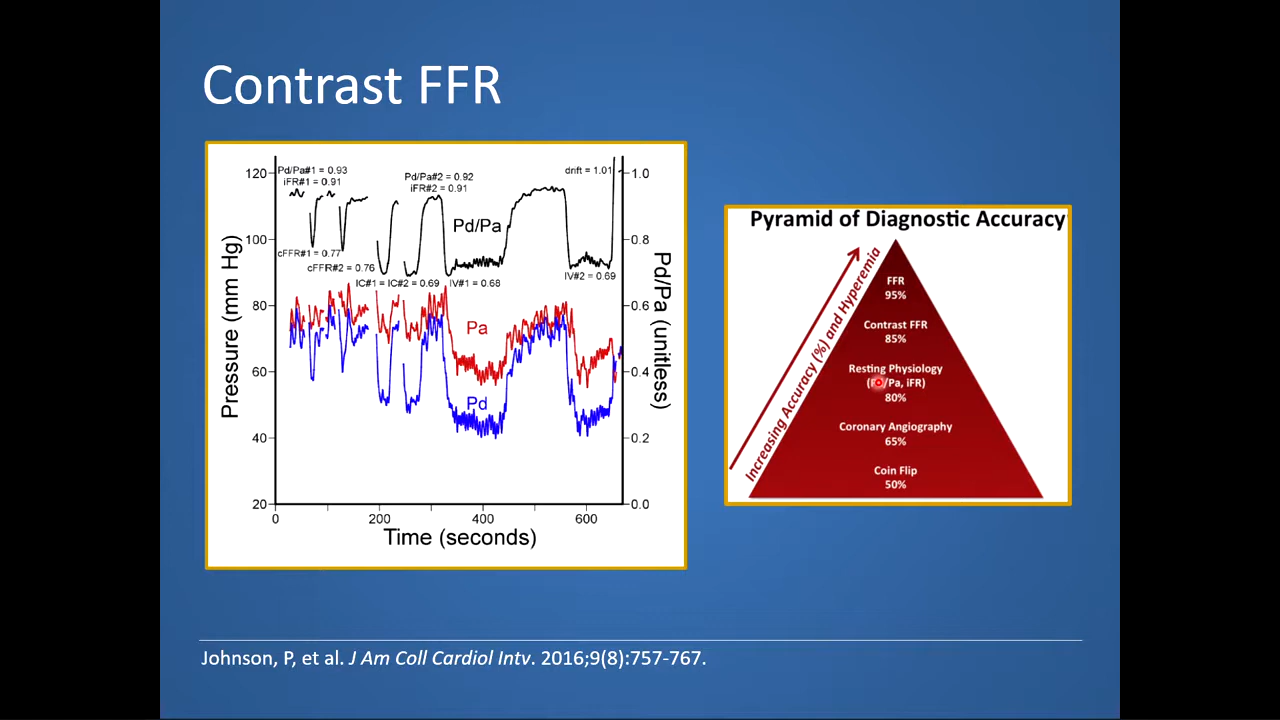 Contrast FFR
120
100
80
60
40
20
Pressure (mm Hg)
Pd/Pa#1 = 0.93
iFR#1 = 0.91
Pd/Pa#2 = 0.92
iFR#2 = 0.91
drift = 1.01
Pd/Pa
cFFR#1 = 0.77
cFFR#2 = 0.76
IC#1 = IC#2 = 0.69
IV#1 = 0.68
IV#2 = 0.69
Pa
Pd
1.0
0.8
0.6
0.4
0.2
0.0
Pd/Pa (unitless)
0
200
400
600
Time (seconds)
Pyramid of Diagnostic Accuracy
Increasing Accuracy (%) and Hyperemia
FFR
95%
Contrast FFR
85%
Resting Physiology
/Pa, iFR)
80%
Coronary Angiography
65%
Coin Flip
50%
Johnson, P, et al. J Am Coll Cardiol Intv. 2016;9(8):757-767.